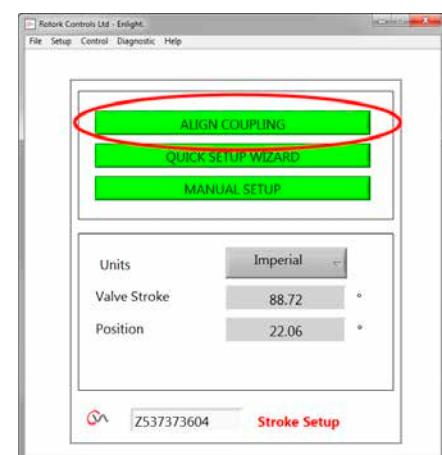 Rotork Controls Ltd - Enlight.
File Setup Control Diagnostic Help
ALIGN COUPLING
QUICK SETUP WIZARD
MANUAL SETUP
Units Imperial
Valve Stroke 88.72 °
Position 22.06 °
Z537373604 Stroke Setup